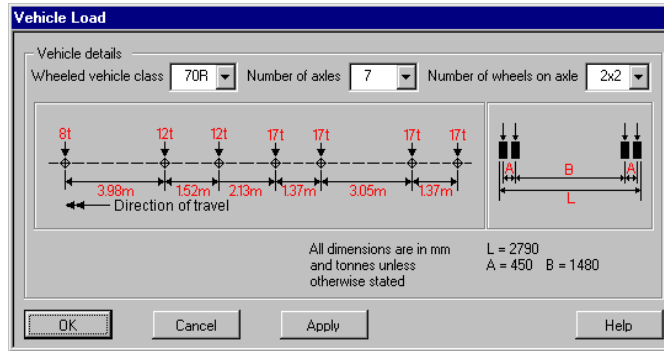 Vehicle Load
Vehicle details
Wheeled vehicle class 70R Number of axles 7 Number of wheels on axle 2x2
8t 12t 12t 17t 17t 17t 17t
3.98m 1.52m 2.13m 1.37m 3.05m 1.37m
Direction of travel
A B A
L
All dimensions are in mm
and tonnes unless
otherwise stated
L = 2790
A = 450 B = 1480
OK Cancel Apply Help